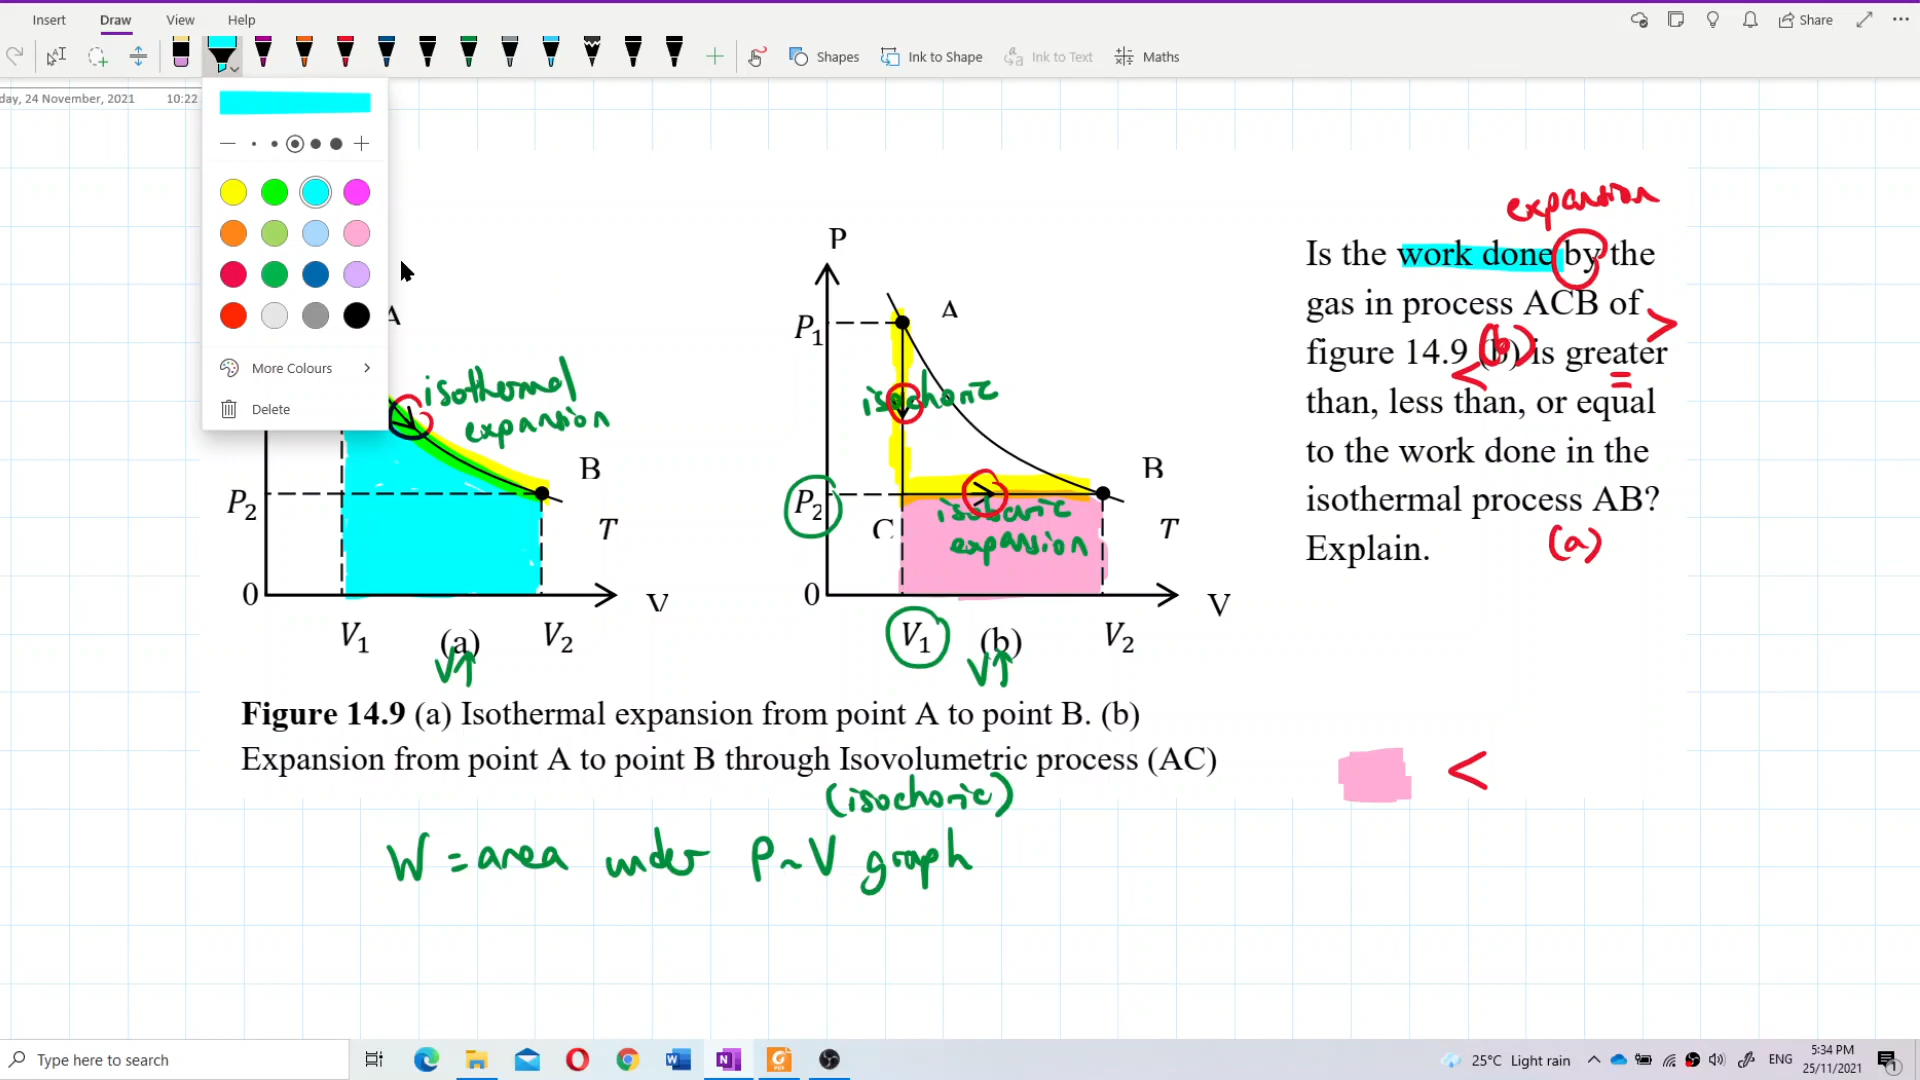 Insert Draw View Help
Share
Shapes Ink to Shape Ink to Text Maths
day, 24 November, 2021 10:22
More Colours
Delete
A
isothermal
expansion
B
P2
T
0
V
V1 (a) V2
V↑
P
P1
A
isochoric
B
P2
C
isobaric
expansion
T
0
V
V1 (b) V2
V↑
expansion
Is the work done by the
gas in process ACB of
>
figure 14.9 (b) is greater
< =
than, less than, or equal
to the work done in the
isothermal process AB?
Explain.
(a)
Figure 14.9 (a) Isothermal expansion from point A to point B. (b)
Expansion from point A to point B through Isovolumetric process (AC)
(isochoric)
<
W = area under P~V graph
Type here to search
25°C Light rain
ENG
5:34 PM
25/11/2021
1